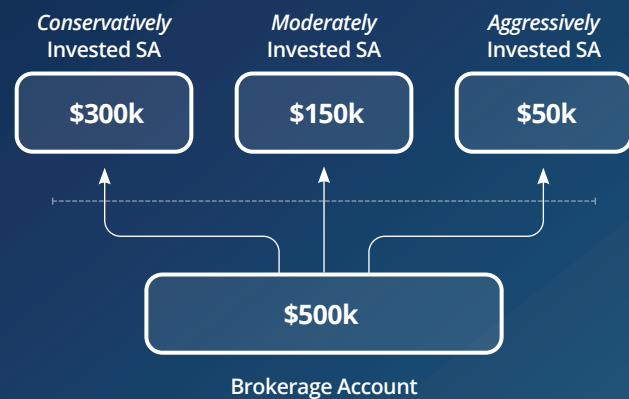 Conservatively
Invested SA
Moderately
Invested SA
Aggressively
Invested SA
$300k
$150k
$50k
$500k
Brokerage Account